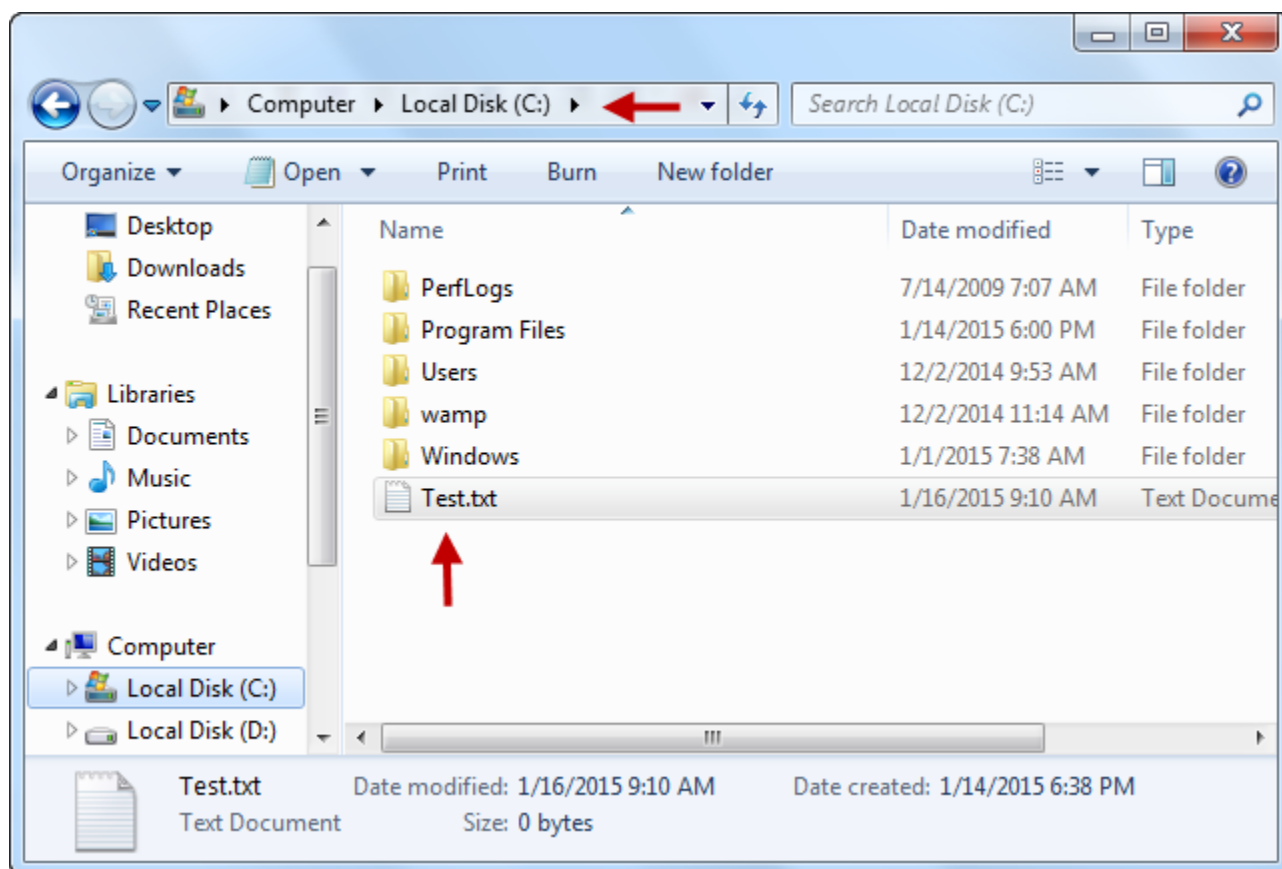 Computer Local Disk (C:) Search Local Disk (C:)
Organize Open Print Burn New folder
Desktop
Downloads
Recent Places
Libraries
Documents
Music
Pictures
Videos
Computer
Local Disk (C:)
Local Disk (D:)
Name Date modified Type
PerfLogs 7/14/2009 7:07 AM File folder
Program Files 1/14/2015 6:00 PM File folder
Users 12/2/2014 9:53 AM File folder
wamp 12/2/2014 11:14 AM File folder
Windows 1/1/2015 7:38 AM File folder
Test.txt 1/16/2015 9:10 AM Text Docume
Test.txt Date modified: 1/16/2015 9:10 AM Date created: 1/14/2015 6:38 PM
Text Document Size: 0 bytes